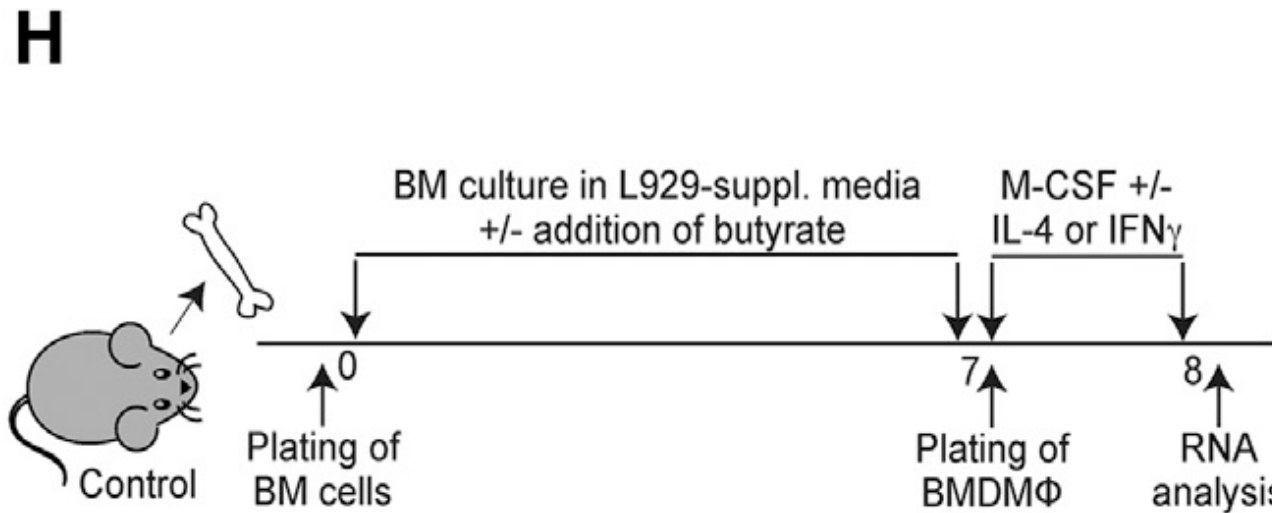 H
BM culture in L929-suppl. media
+/- addition of butyrate
M-CSF +/-
IL-4 or IFNγ
0
7
8
Control
Plating of
BM cells
Plating of
BMDMΦ
RNA
analysis